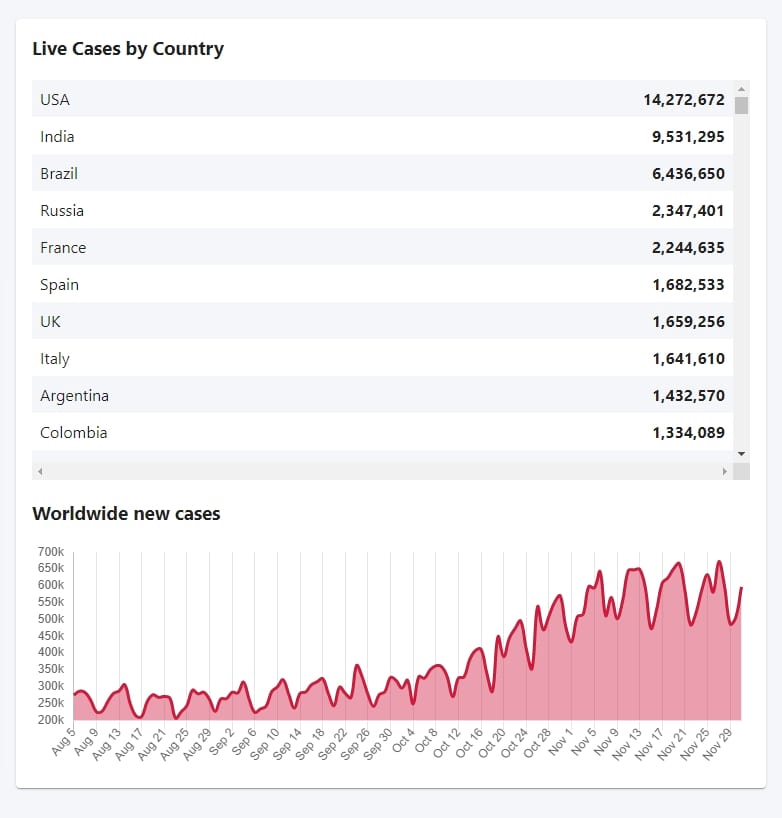 Live Cases by Country
USA 14,272,672
India 9,531,295
Brazil 6,436,650
Russia 2,347,401
France 2,244,635
Spain 1,682,533
UK 1,659,256
Italy 1,641,610
Argentina 1,432,570
Colombia 1,334,089
Worldwide new cases
700k
650k
600k
550k
500k
450k
400k
350k
300k
250k
200k
Aug 5 Aug 9 Aug 13 Aug 17 Aug 21 Aug 25 Aug 29 Sep 2 Sep 6 Sep 10 Sep 14 Sep 18 Sep 22 Sep 26 Sep 30 Oct 4 Oct 8 Oct 12 Oct 16 Oct 20 Oct 24 Oct 28 Nov 1 Nov 5 Nov 9 Nov 13 Nov 17 Nov 21 Nov 25 Nov 29